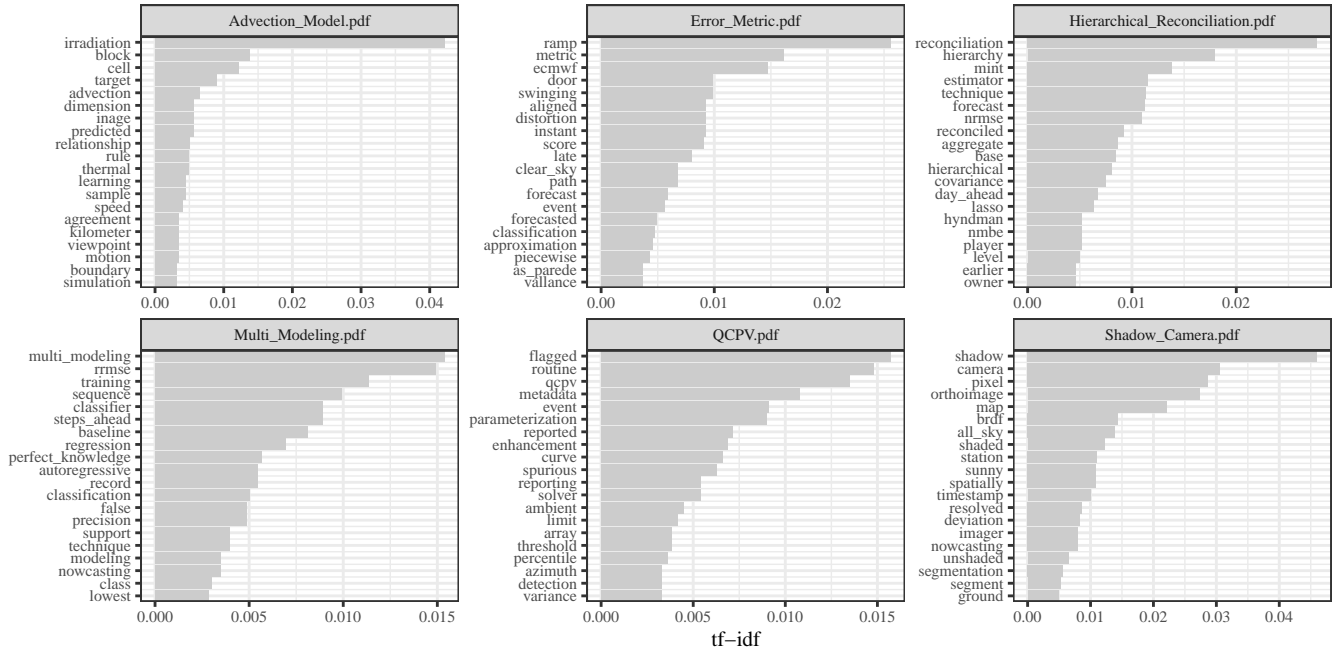 Advection_Model.pdf
irradiation
block
cell
target
advection
dimension
inage
predicted
relationship
rule
thermal
learning
sample
speed
agreement
kilometer
viewpoint
motion
boundary
simulation
0.00 0.01 0.02 0.03 0.04
Error_Metric.pdf
ramp
metric
ecmwf
door
swinging
aligned
distortion
instant
score
late
clear_sky
path
forecast
event
forecasted
classification
approximation
piecewise
as_parede
vallance
0.00 0.01 0.02
Hierarchical_Reconciliation.pdf
reconciliation
hierarchy
mint
estimator
technique
forecast
nrmse
reconciled
aggregate
base
hierarchical
covariance
day_ahead
lasso
hyndman
nmbe
player
level
earlier
owner
0.00 0.01 0.02
Multi_Modeling.pdf
multi_modeling
rrmse
training
sequence
classifier
steps_ahead
baseline
regression
perfect_knowledge
autoregressive
record
classification
false
precision
support
technique
modeling
nowcasting
class
lowest
0.000 0.005 0.010 0.015
QCPV.pdf
flagged
routine
qcpv
metadata
event
parameterization
reported
enhancement
curve
spurious
reporting
solver
ambient
limit
array
threshold
percentile
azimuth
detection
variance
0.000 0.005 0.010 0.015
Shadow_Camera.pdf
shadow
camera
pixel
orthoimage
map
brdf
all_sky
shaded
station
sunny
spatially
timestamp
resolved
deviation
imager
nowcasting
unshaded
segmentation
segment
ground
0.00 0.01 0.02 0.03 0.04
tf−idf